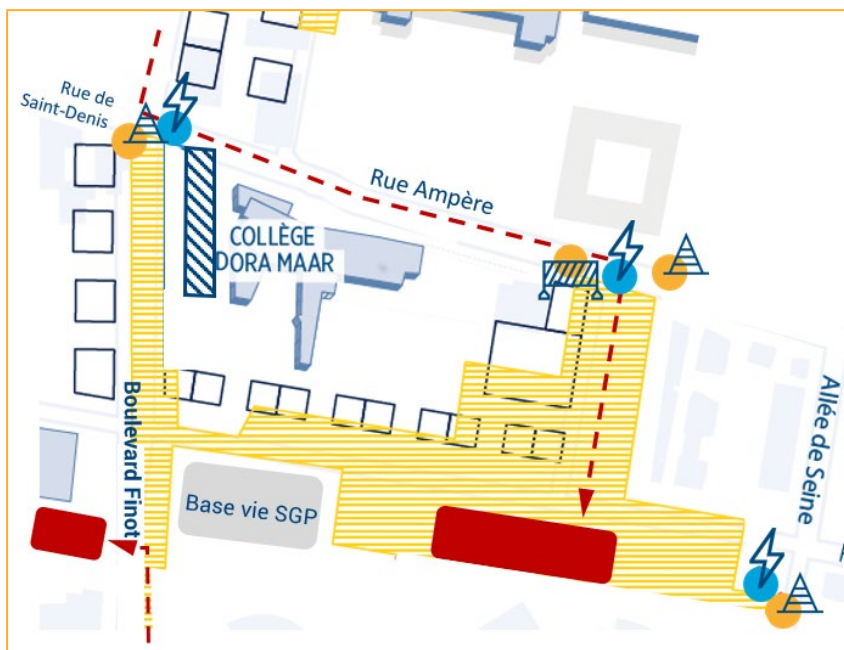 Rue de
Saint-Denis
Rue Ampère
COLLÈGE
DORA MAAR
Boulevard Finot
Base vie SGP
Allée de Seine